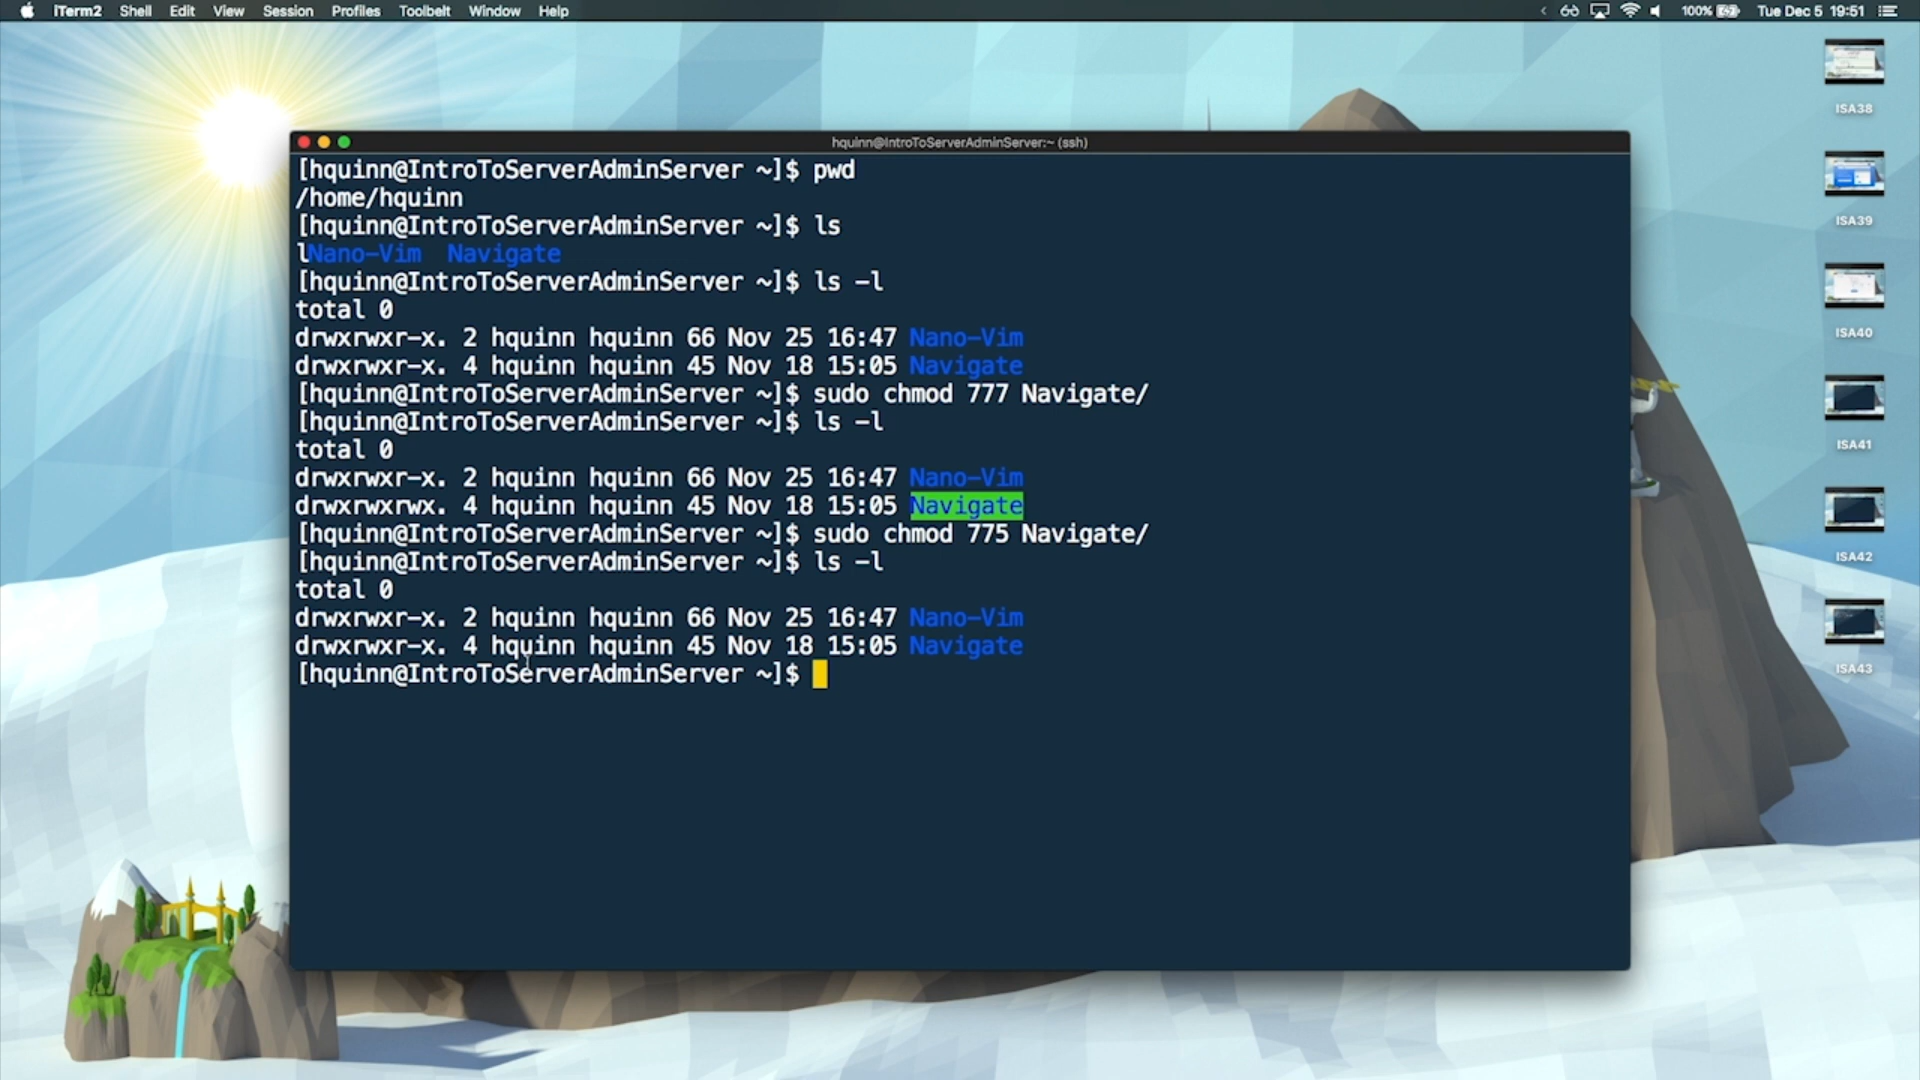 iTerm2 Shell Edit View Session Profiles Toolbelt Window Help 100% Tue Dec 5 19:51
hquinn@IntroToServerAdminServer:~ (ssh)
[hquinn@IntroToServerAdminServer ~]$ pwd
/home/hquinn
[hquinn@IntroToServerAdminServer ~]$ ls
lNano-Vim Navigate
[hquinn@IntroToServerAdminServer ~]$ ls -l
total 0
drwxrwxr-x. 2 hquinn hquinn 66 Nov 25 16:47 Nano-Vim
drwxrwxr-x. 4 hquinn hquinn 45 Nov 18 15:05 Navigate
[hquinn@IntroToServerAdminServer ~]$ sudo chmod 777 Navigate/
[hquinn@IntroToServerAdminServer ~]$ ls -l
total 0
drwxrwxr-x. 2 hquinn hquinn 66 Nov 25 16:47 Nano-Vim
drwxrwxrwx. 4 hquinn hquinn 45 Nov 18 15:05 Navigate
[hquinn@IntroToServerAdminServer ~]$ sudo chmod 775 Navigate/
[hquinn@IntroToServerAdminServer ~]$ ls -l
total 0
drwxrwxr-x. 2 hquinn hquinn 66 Nov 25 16:47 Nano-Vim
drwxrwxr-x. 4 hquinn hquinn 45 Nov 18 15:05 Navigate
[hquinn@IntroToServerAdminServer ~]$
ISA38
ISA39
ISA40
ISA41
ISA42
ISA43